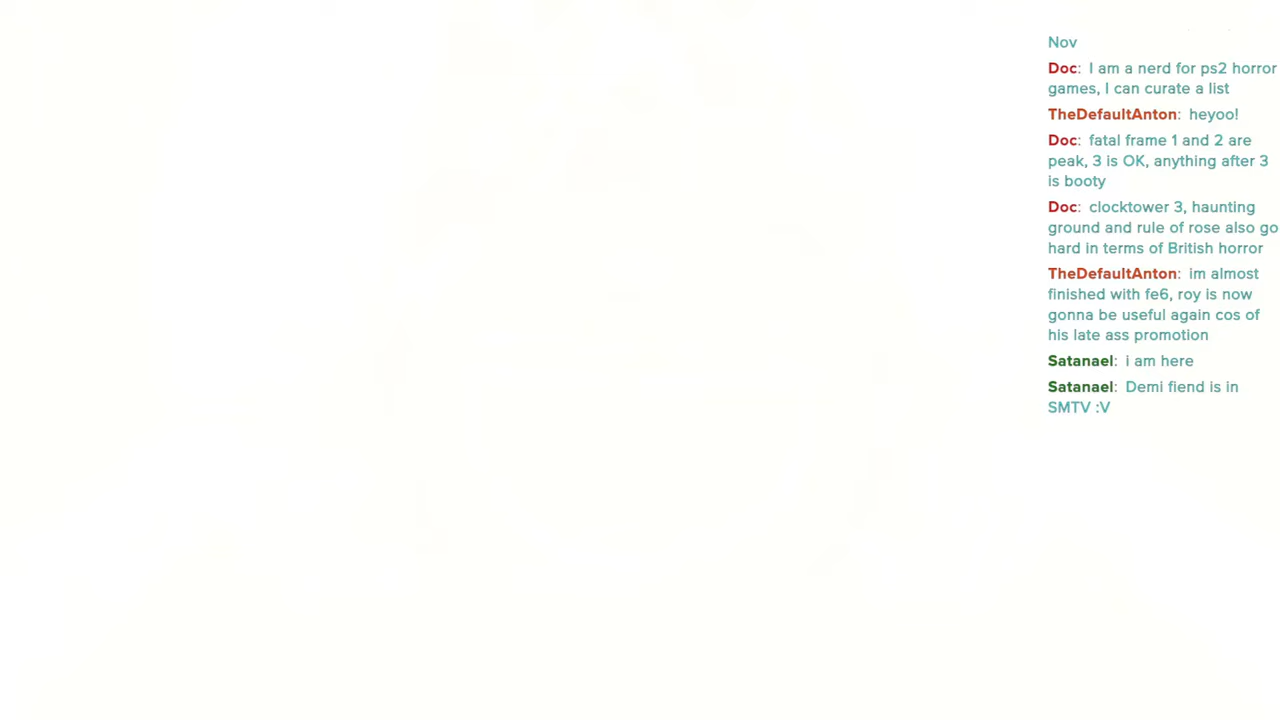 Nov
Doc: I am a nerd for ps2 horror
games, I can curate a list
TheDefaultAnton: heyoo!
Doc: fatal frame 1 and 2 are
peak, 3 is OK, anything after 3
is booty
Doc: clocktower 3, haunting
ground and rule of rose also go
hard in terms of British horror
TheDefaultAnton: im almost
finished with fe6, roy is now
gonna be useful again cos of
his late ass promotion
Satanael: i am here
Satanael: Demi fiend is in
SMTV :V